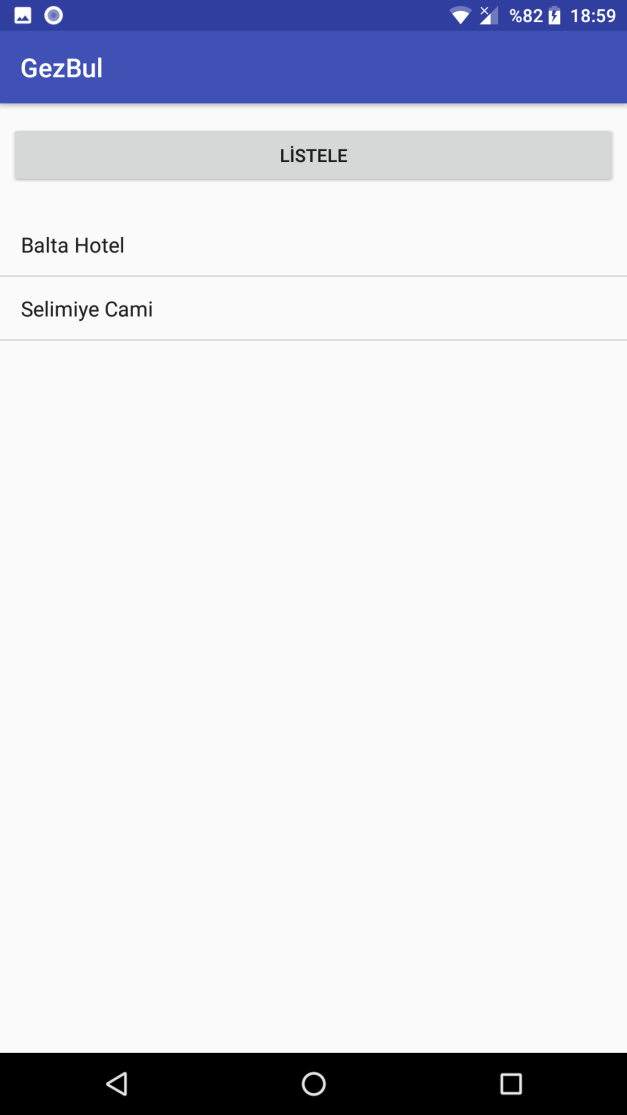 %82 18:59
GezBul
LİSTELE
Balta Hotel
Selimiye Cami